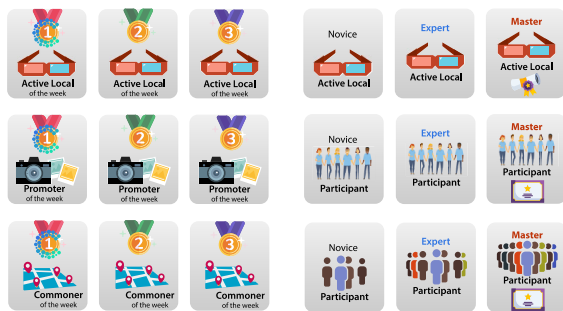 1
2
3
Active Local
of the week
Active Local
of the week
Active Local
of the week
Novice
Active Local
Expert
Active Local
Master
Active Local
1
2
3
Promoter
of the week
Promoter
of the week
Promoter
of the week
Novice
Participant
Expert
Participant
Master
Participant
1
2
3
Commoner
of the week
Commoner
of the week
Commoner
of the week
Novice
Participant
Expert
Participant
Master
Participant